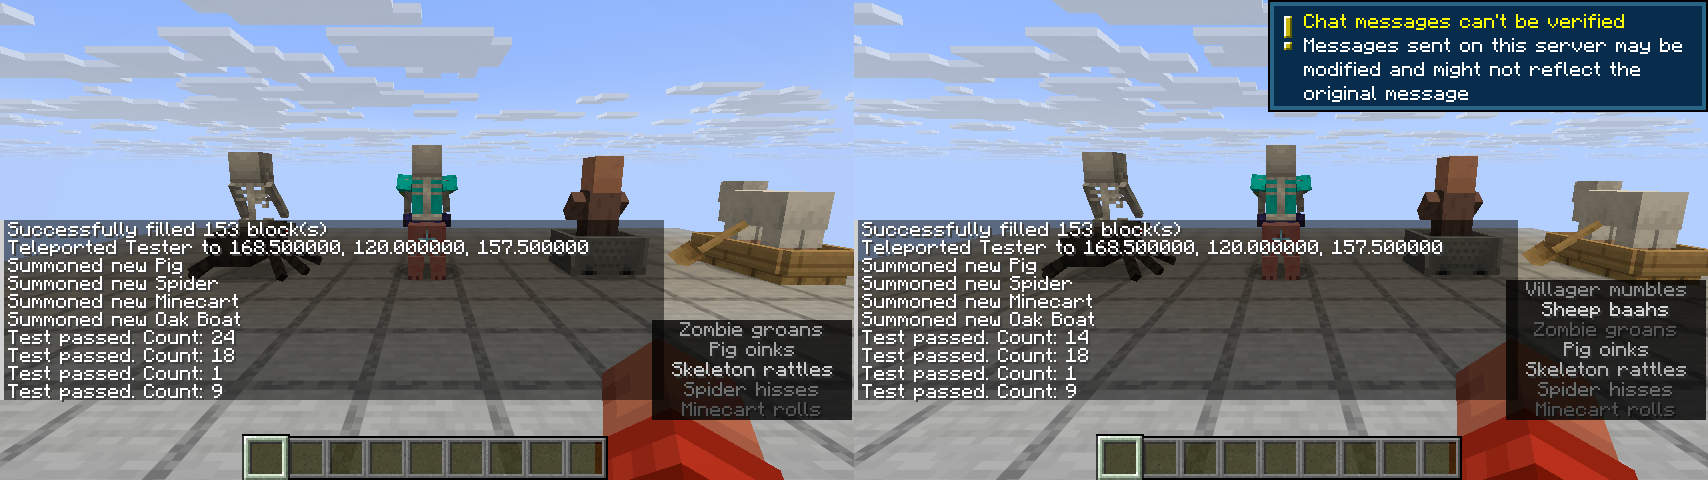 Successfully filled 153 block(s)
Teleported Tester to 168.500000, 120.000000, 157.500000
Summoned new Pig
Summoned new Spider
Summoned new Minecart
Summoned new Oak Boat
Test passed. Count: 24
Test passed. Count: 18
Test passed. Count: 1
Test passed. Count: 9
Zombie groans
Pig oinks
Skeleton rattles
Spider hisses
Minecart rolls
Chat messages can't be verified
Messages sent on this server may be
modified and might not reflect the
original message
Successfully filled 153 block(s)
Teleported Tester to 168.500000, 120.000000, 157.500000
Summoned new Pig
Summoned new Spider
Summoned new Minecart
Summoned new Oak Boat
Test passed. Count: 14
Test passed. Count: 18
Test passed. Count: 1
Test passed. Count: 9
Villager mumbles
Sheep baahs
Zombie groans
Pig oinks
Skeleton rattles
Spider hisses
Minecart rolls